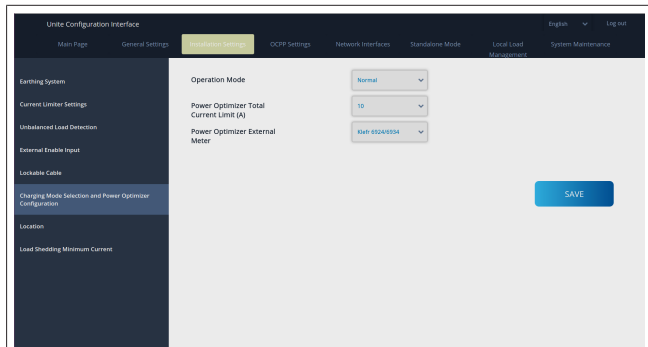 Unite Configuration Interface
English
Log out
Main Page
General Settings
Installation Settings
OCPP Settings
Network Interfaces
Standalone Mode
Local Load
Management
System Maintenance
Earthing System
Current Limiter Settings
Unbalanced Load Detection
External Enable Input
Lockable Cable
Charging Mode Selection and Power Optimizer
Configuration
Location
Load Shedding Minimum Current
Operation Mode
Normal
Power Optimizer Total
Current Limit (A)
10
Power Optimizer External
Meter
Klefr 6924/6934
SAVE